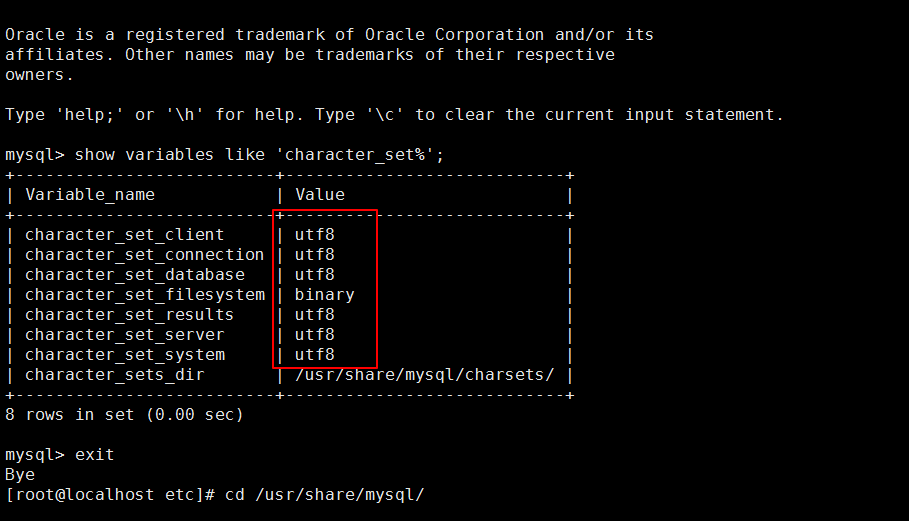 Oracle is a registered trademark of Oracle Corporation and/or its
affiliates. Other names may be trademarks of their respective
owners.
Type 'help;' or '\h' for help. Type '\c' to clear the current input statement.
mysql> show variables like 'character_set%';
+--------------------------+----------------------------+
| Variable_name            | Value                      |
+--------------------------+----------------------------+
| character_set_client     | utf8                       |
| character_set_connection | utf8                       |
| character_set_database   | utf8                       |
| character_set_filesystem | binary                     |
| character_set_results    | utf8                       |
| character_set_server     | utf8                       |
| character_set_system     | utf8                       |
| character_sets_dir       | /usr/share/mysql/charsets/ |
+--------------------------+----------------------------+
8 rows in set (0.00 sec)
mysql> exit
Bye
[root@localhost etc]# cd /usr/share/mysql/